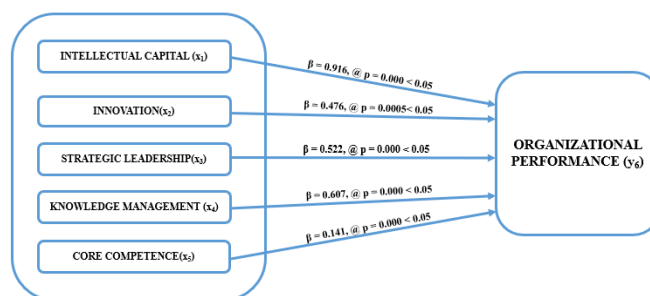 INTELLECTUAL CAPITAL (x₁)
β = 0.916, @ p = 0.000 < 0.05
INNOVATION(x₂)
β = 0.476, @ p = 0.0005< 0.05
STRATEGIC LEADERSHIP(x₃)
β = 0.522, @ p = 0.000 < 0.05
ORGANIZATIONAL
PERFORMANCE (y₆)
KNOWLEDGE MANAGEMENT (x₄)
β = 0.607, @ p = 0.000 < 0.05
CORE COMPETENCE(x₅)
β = 0.141, @ p = 0.000 < 0.05